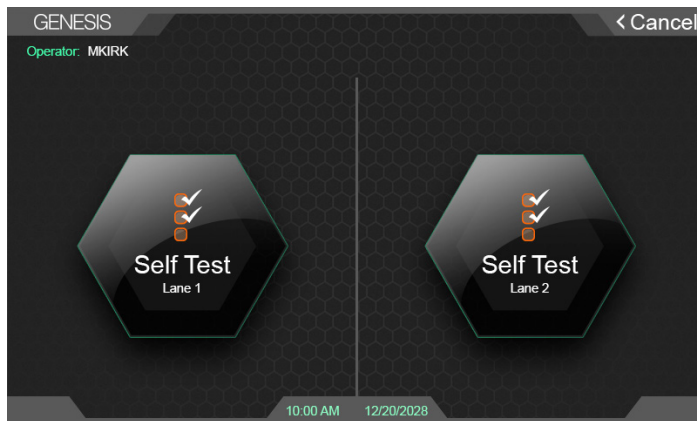 GENESIS
< Cancel
Operator: MKIRK
Self Test
Lane 1
Self Test
Lane 2
10:00 AM 12/20/2028